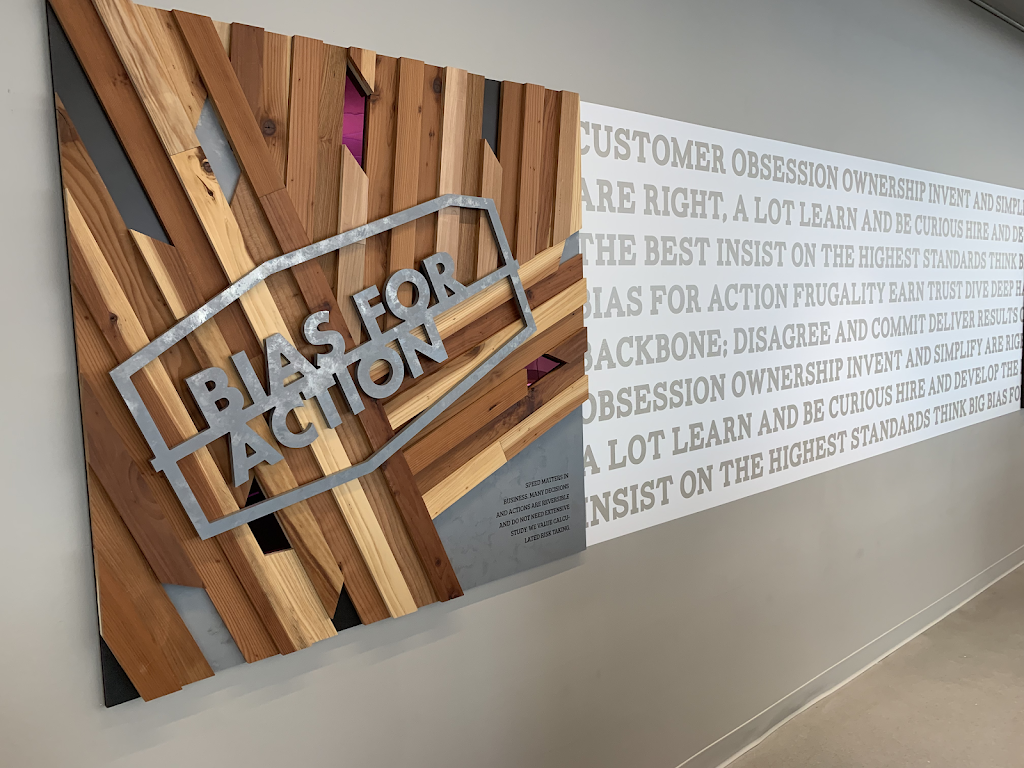 BIAS FOR
ACTION
SPEED MATTERS IN
BUSINESS. MANY DECISIONS
AND ACTIONS ARE REVERSIBLE
AND DO NOT NEED EXTENSIVE
STUDY. WE VALUE CALCU-
LATED RISK TAKING.
CUSTOMER OBSESSION OWNERSHIP INVENT AND
ARE RIGHT, A LOT LEARN AND BE CURIOUS HIRE AND
THE BEST INSIST ON THE HIGHEST STANDARDS THINK
BIAS FOR ACTION FRUGALITY EARN TRUST DIVE DEEP
BACKBONE; DISAGREE AND COMMIT DELIVER RESULTS
OBSESSION OWNERSHIP INVENT AND SIMPLIFY ARE
A LOT LEARN AND BE CURIOUS HIRE AND DEVELOP THE
INSIST ON THE HIGHEST STANDARDS THINK BIG BIAS